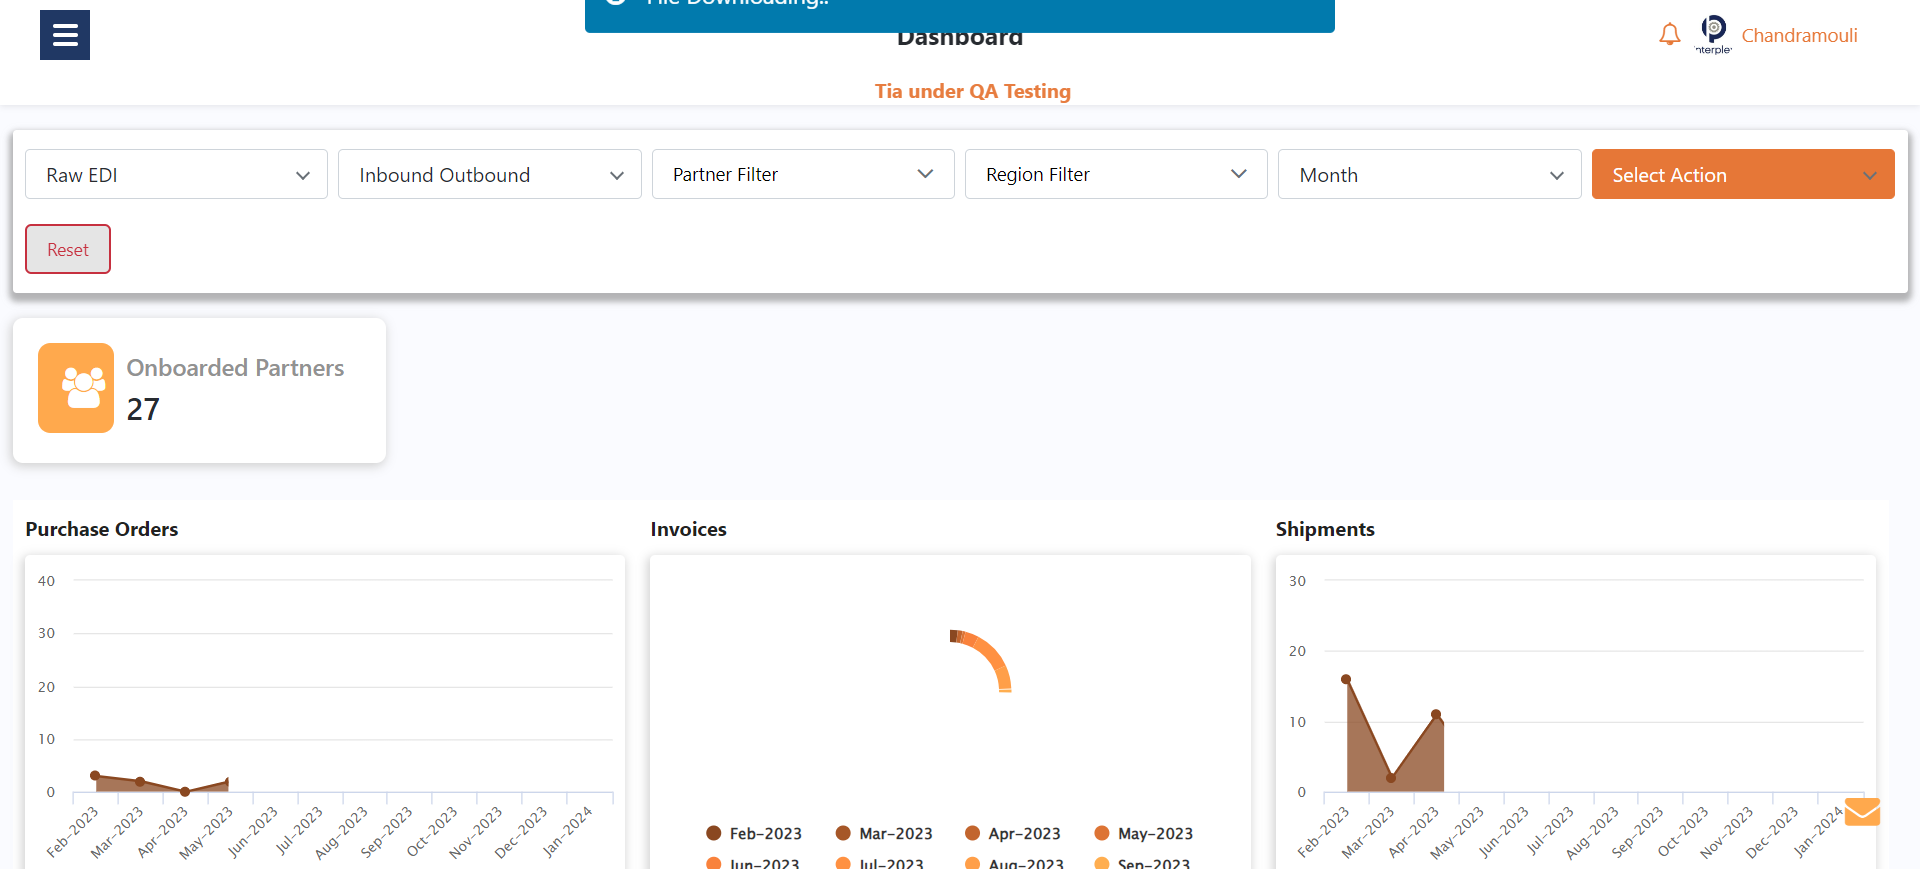 File Downloading..
Dashboard
Chandramouli
Tia under QA Testing
Raw EDI
Inbound Outbound
Partner Filter
Region Filter
Month
Select Action
Reset
Onboarded Partners
27
Purchase Orders
40
30
20
10
0
Feb-2023
Mar-2023
Apr-2023
May-2023
Jun-2023
Jul-2023
Aug-2023
Sep-2023
Oct-2023
Nov-2023
Dec-2023
Jan-2024
Invoices
Feb-2023
Mar-2023
Apr-2023
May-2023
Jun-2023
Jul-2023
Aug-2023
Sep-2023
Shipments
30
20
10
0
Feb-2023
Mar-2023
Apr-2023
May-2023
Jun-2023
Jul-2023
Aug-2023
Sep-2023
Oct-2023
Nov-2023
Dec-2023
Jan-2024